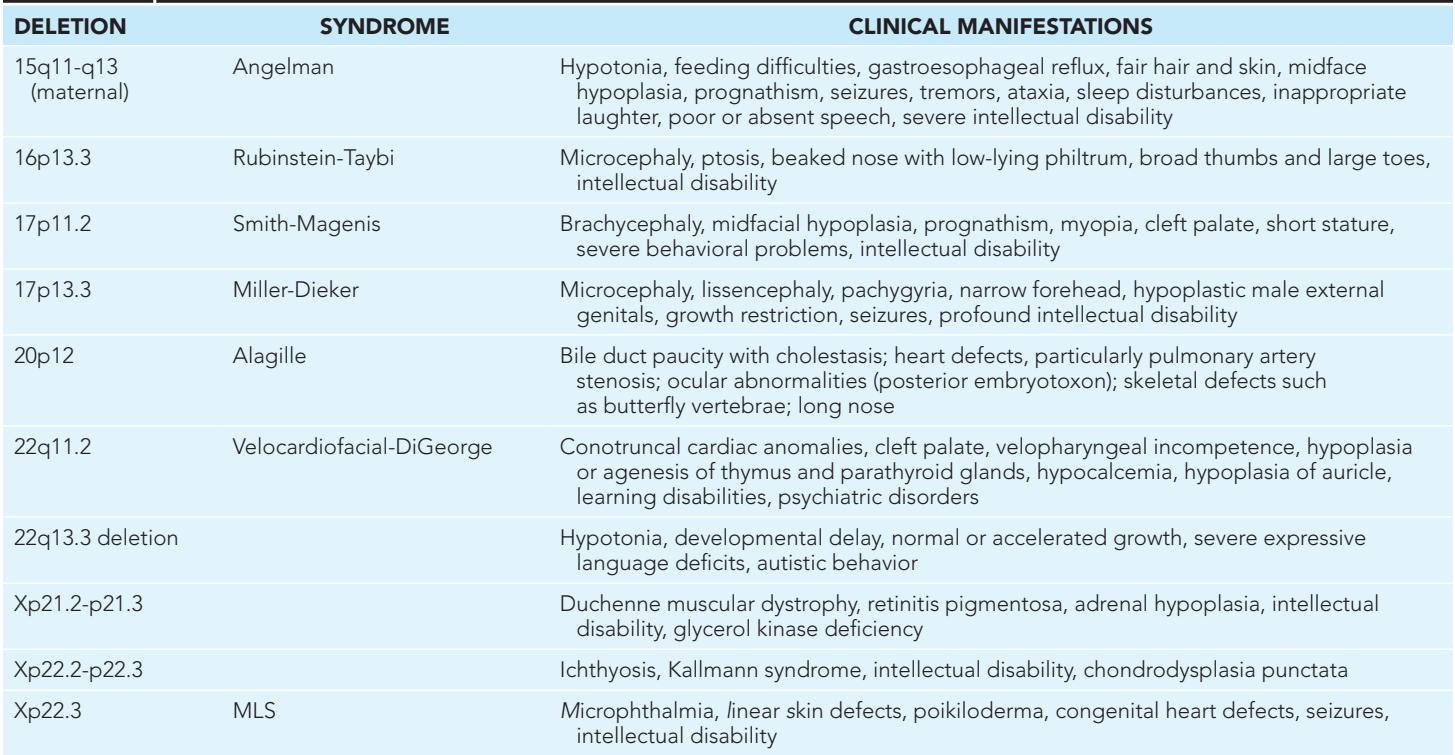 DELETION SYNDROME CLINICAL MANIFESTATIONS
15q11-q13 Angelman Hypotonia, feeding difficulties, gastroesophageal reflux, fair hair and skin, midface
(maternal) hypoplasia, prognathism, seizures, tremors, ataxia, sleep disturbances, inappropriate
laughter, poor or absent speech, severe intellectual disability
16p13.3 Rubinstein-Taybi Microcephaly, ptosis, beaked nose with low-lying philtrum, broad thumbs and large toes,
intellectual disability
17p11.2 Smith-Magenis Brachycephaly, midfacial hypoplasia, prognathism, myopia, cleft palate, short stature,
severe behavioral problems, intellectual disability
17p13.3 Miller-Dieker Microcephaly, lissencephaly, pachygyria, narrow forehead, hypoplastic male external
genitals, growth restriction, seizures, profound intellectual disability
20p12 Alagille Bile duct paucity with cholestasis; heart defects, particularly pulmonary artery
stenosis; ocular abnormalities (posterior embryotoxon); skeletal defects such
as butterfly vertebrae; long nose
22q11.2 Velocardiofacial-DiGeorge Conotruncal cardiac anomalies, cleft palate, velopharyngeal incompetence, hypoplasia
or agenesis of thymus and parathyroid glands, hypocalcemia, hypoplasia of auricle,
learning disabilities, psychiatric disorders
22q13.3 deletion Hypotonia, developmental delay, normal or accelerated growth, severe expressive
language deficits, autistic behavior
Xp21.2-p21.3 Duchenne muscular dystrophy, retinitis pigmentosa, adrenal hypoplasia, intellectual
disability, glycerol kinase deficiency
Xp22.2-p22.3 Ichthyosis, Kallmann syndrome, intellectual disability, chondrodysplasia punctata
Xp22.3 MLS Microphthalmia, linear skin defects, poikiloderma, congenital heart defects, seizures,
intellectual disability